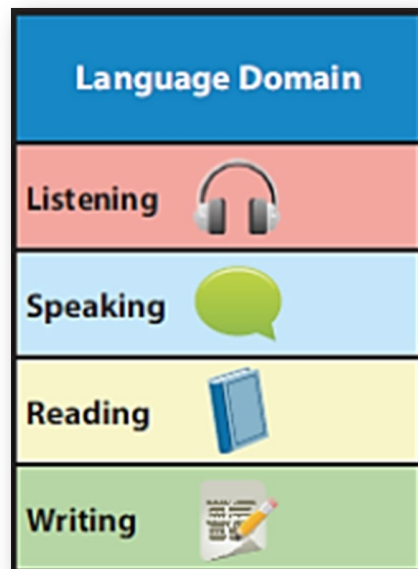 Language Domain
Listening
Speaking
Reading
Writing